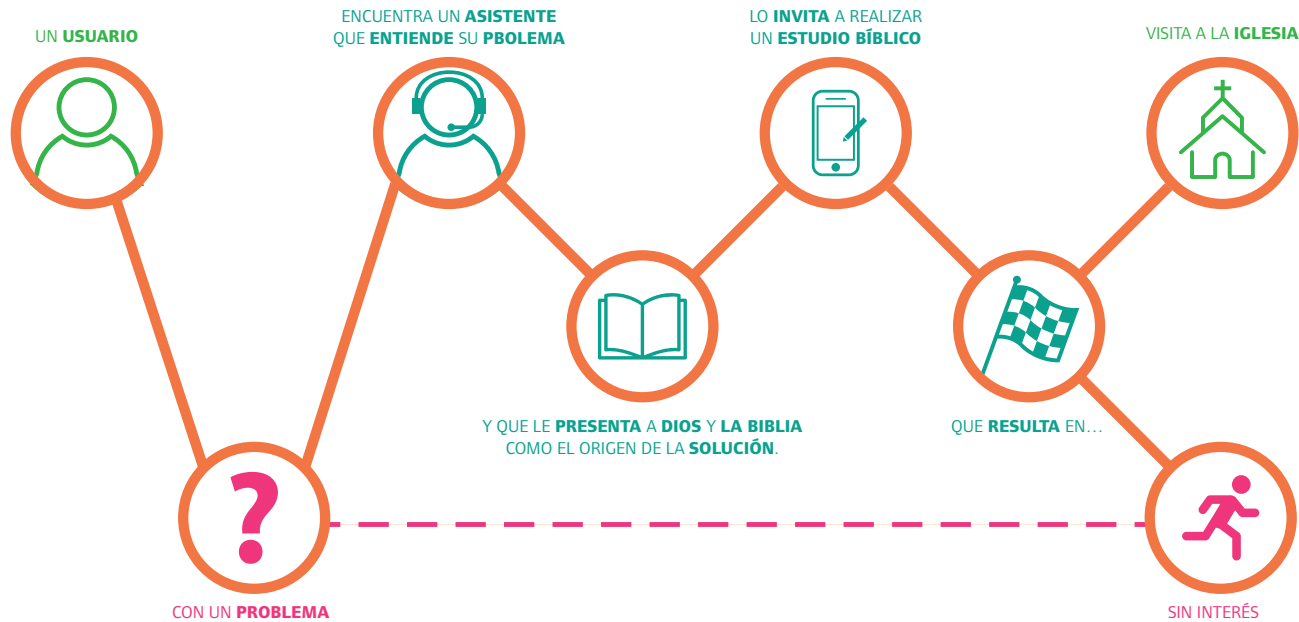 UN USUARIO
CON UN PROBLEMA
ENCUENTRA UN ASISTENTE
QUE ENTIENDE SU PBOLEMA
Y QUE LE PRESENTA A DIOS Y LA BIBLIA
COMO EL ORIGEN DE LA SOLUCIÓN.
LO INVITA A REALIZAR
UN ESTUDIO BÍBLICO
QUE RESULTA EN...
VISITA A LA IGLESIA
SIN INTERÉS
?